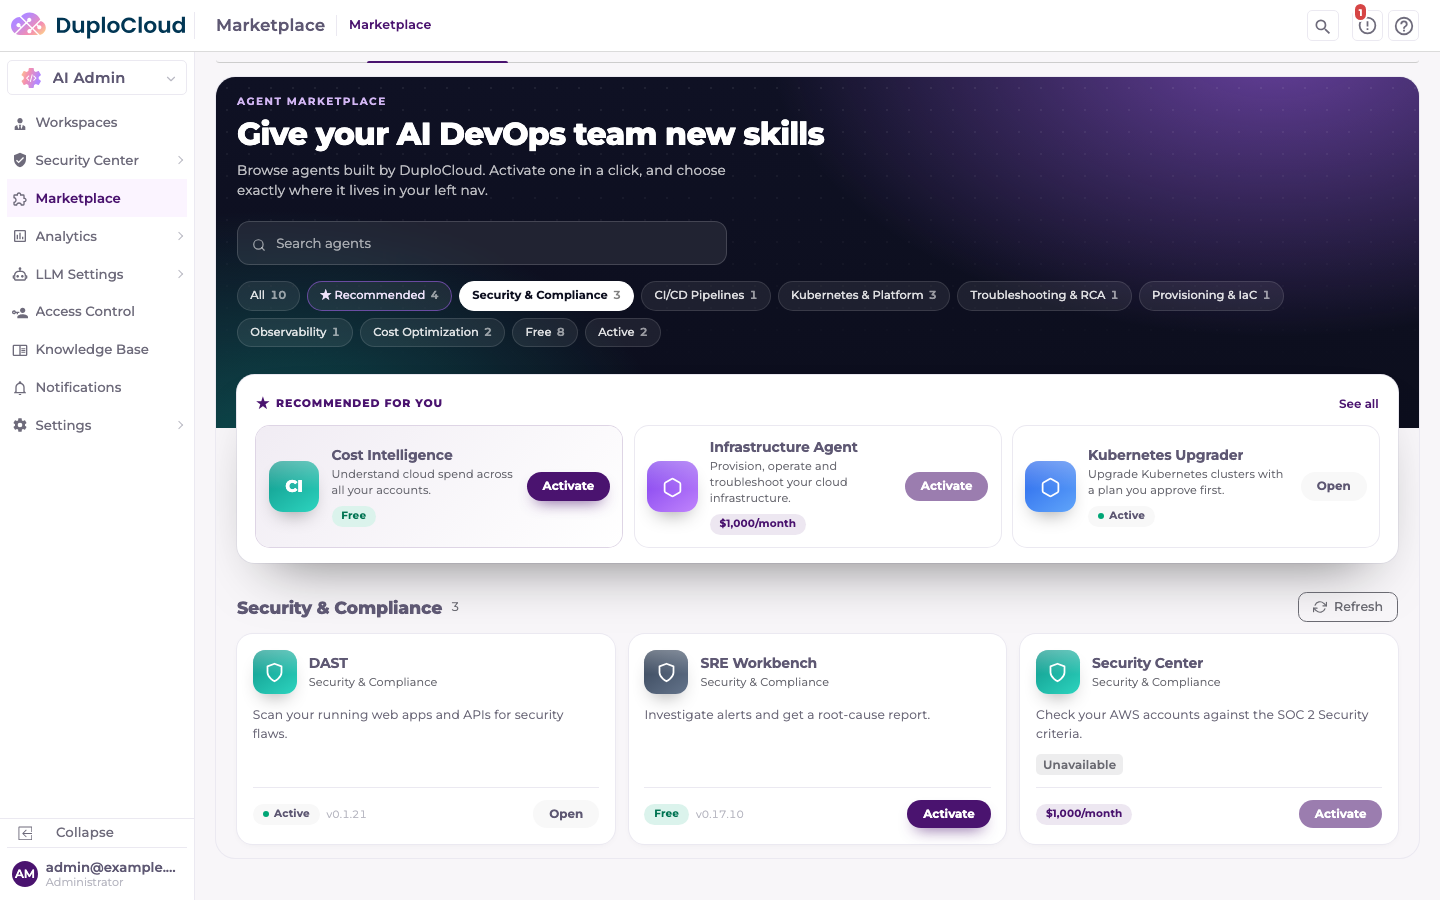 DuploCloud
Marketplace
Marketplace
1
AI Admin
Workspaces
Security Center
Marketplace
Analytics
LLM Settings
Access Control
Knowledge Base
Notifications
Settings
Collapse
AM
admin@example....
Administrator
AGENT MARKETPLACE
Give your AI DevOps team new skills
Browse agents built by DuploCloud. Activate one in a click, and choose
exactly where it lives in your left nav.
Search agents
All 10
★ Recommended 4
Security & Compliance 3
CI/CD Pipelines 1
Kubernetes & Platform 3
Troubleshooting & RCA 1
Provisioning & IaC 1
Observability 1
Cost Optimization 2
Free 8
Active 2
★ RECOMMENDED FOR YOU
See all
CI
Cost Intelligence
Understand cloud spend across
all your accounts.
Free
Activate
Infrastructure Agent
Provision, operate and
troubleshoot your cloud
infrastructure.
$1,000/month
Activate
Kubernetes Upgrader
Upgrade Kubernetes clusters with
a plan you approve first.
Active
Open
Security & Compliance 3
Refresh
DAST
Security & Compliance
Scan your running web apps and APIs for security
flaws.
Active v0.1.21
Open
SRE Workbench
Security & Compliance
Investigate alerts and get a root-cause report.
Free v0.17.10
Activate
Security Center
Security & Compliance
Check your AWS accounts against the SOC 2 Security
criteria.
Unavailable
$1,000/month
Activate